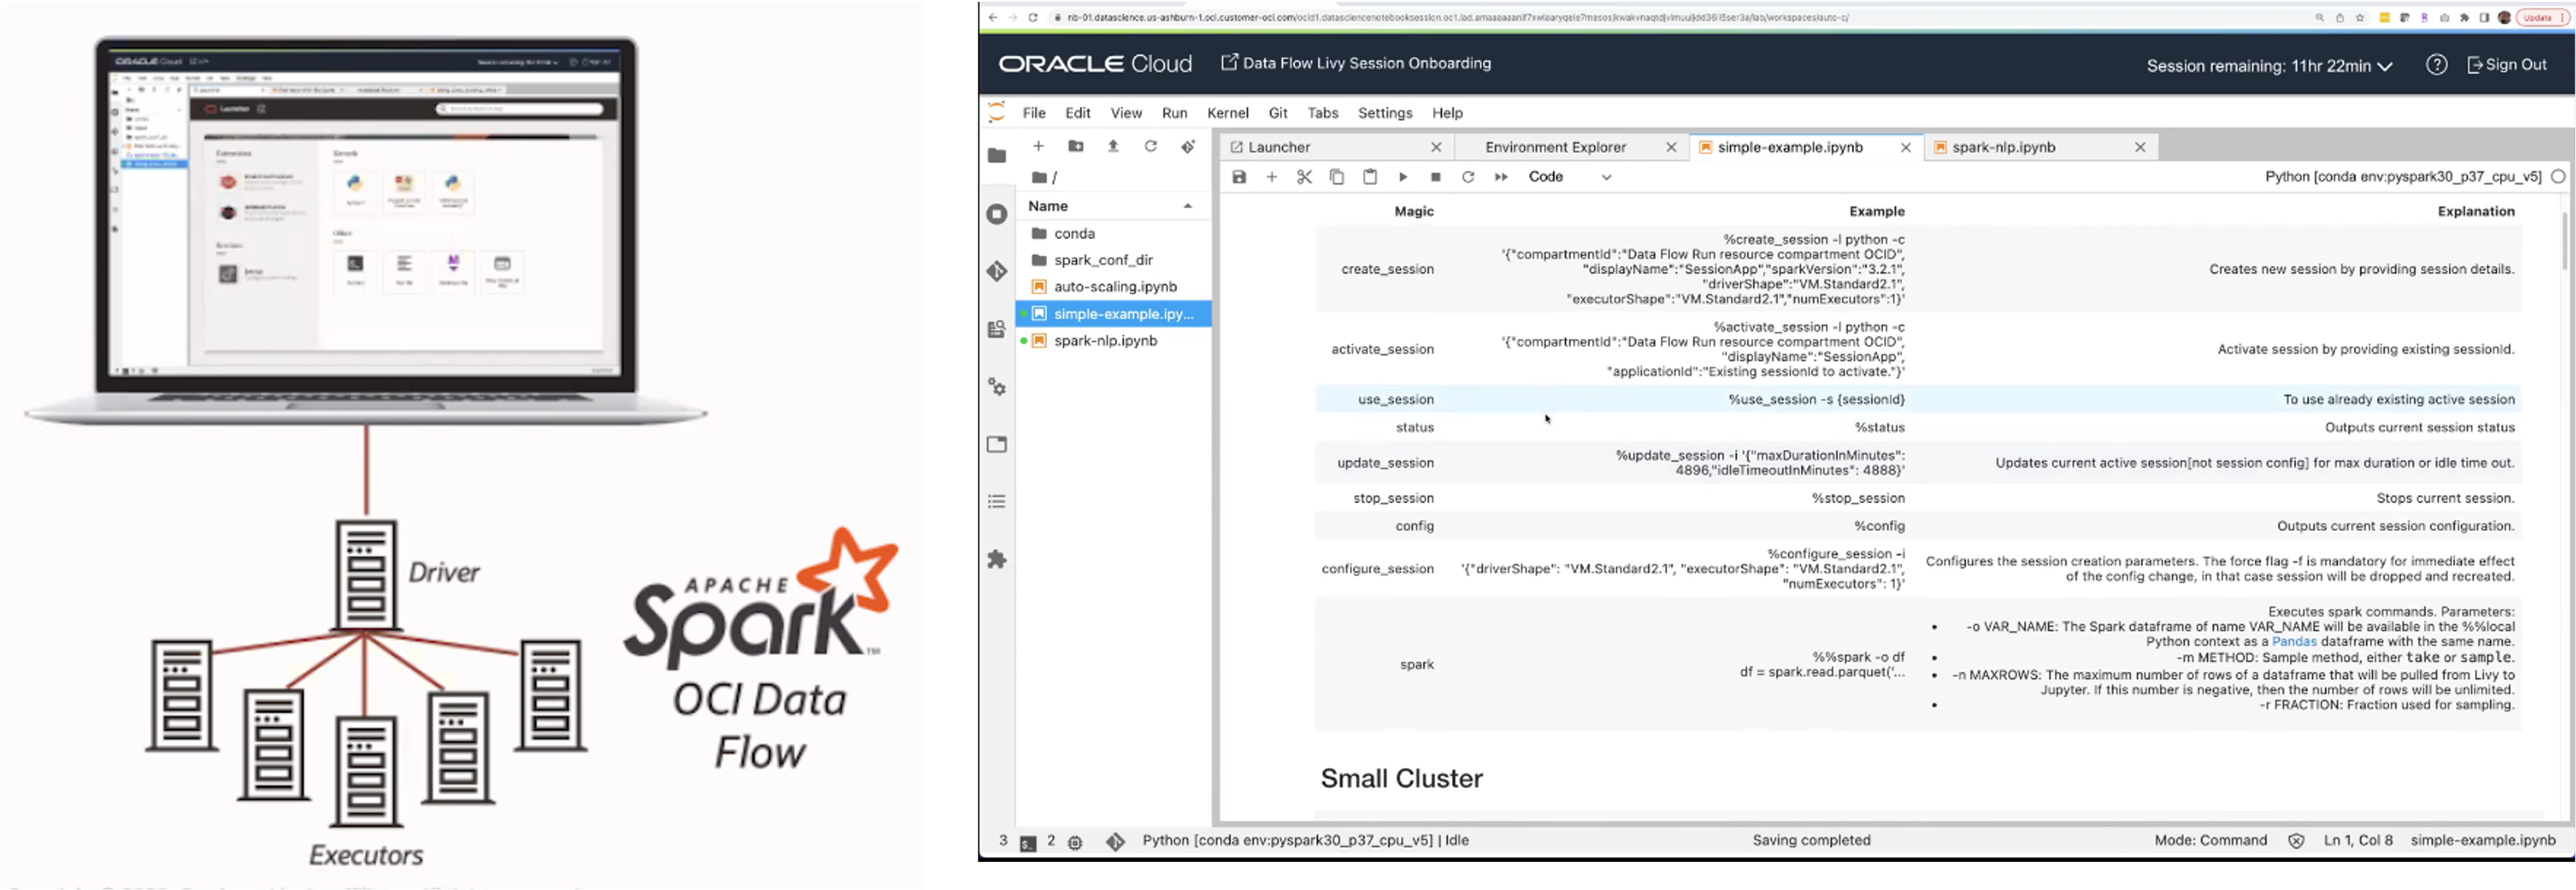 ORACLE Cloud
Launcher
Driver
APACHE
Spark
TM
OCI Data
Flow
Executors
nb-01.datascience.us-ashburn-1.oci.customer-oci.com/
Update
ORACLE Cloud
Data Flow Livy Session Onboarding
Session remaining: 11hr 22min
Sign Out
File Edit View Run Kernel Git Tabs Settings Help
Launcher
Environment Explorer
simple-example.ipynb
spark-nlp.ipynb
/
Code
Python [conda env:pyspark30_p37_cpu_v5]
Name
conda
spark_conf_dir
auto-scaling.ipynb
simple-example.ipy...
spark-nlp.ipynb
Magic Example Explanation
create_session
%create_session -l python -c
'{"compartmentId":"Data Flow Run resource compartment OCID",
"displayName":"SessionApp","sparkVersion":"3.2.1",
"driverShape":"VM.Standard2.1",
"executorShape":"VM.Standard2.1","numExecutors":1}'
Creates new session by providing session details.
activate_session
%activate_session -l python -c
'{"compartmentId":"Data Flow Run resource compartment OCID",
"displayName":"SessionApp",
"applicationId":"Existing sessionId to activate."}'
Activate session by providing existing sessionId.
use_session %use_session -s {sessionId} To use already existing active session
status %status Outputs current session status
update_session
%update_session -i '{"maxDurationInMinutes":
4896,"idleTimeoutInMinutes": 4888}'
Updates current active session[not session config] for max duration or idle time out.
stop_session %stop_session Stops current session.
config %config Outputs current session configuration.
configure_session
%configure_session -i
'{"driverShape": "VM.Standard2.1", "executorShape": "VM.Standard2.1",
"numExecutors": 1}'
Configures the session creation parameters. The force flag -f is mandatory for immediate effect
of the config change, in that case session will be dropped and recreated.
spark
%%spark -o df
df = spark.read.parquet('...
Executes spark commands. Parameters:
• -o VAR_NAME: The Spark dataframe of name VAR_NAME will be available in the %%local
Python context as a Pandas dataframe with the same name.
• -m METHOD: Sample method, either take or sample.
• -n MAXROWS: The maximum number of rows of a dataframe that will be pulled from Livy to
Jupyter. If this number is negative, then the number of rows will be unlimited.
• -r FRACTION: Fraction used for sampling.
Small Cluster
3 2 Python [conda env:pyspark30_p37_cpu_v5] | Idle
Saving completed
Mode: Command Ln 1, Col 8 simple-example.ipynb